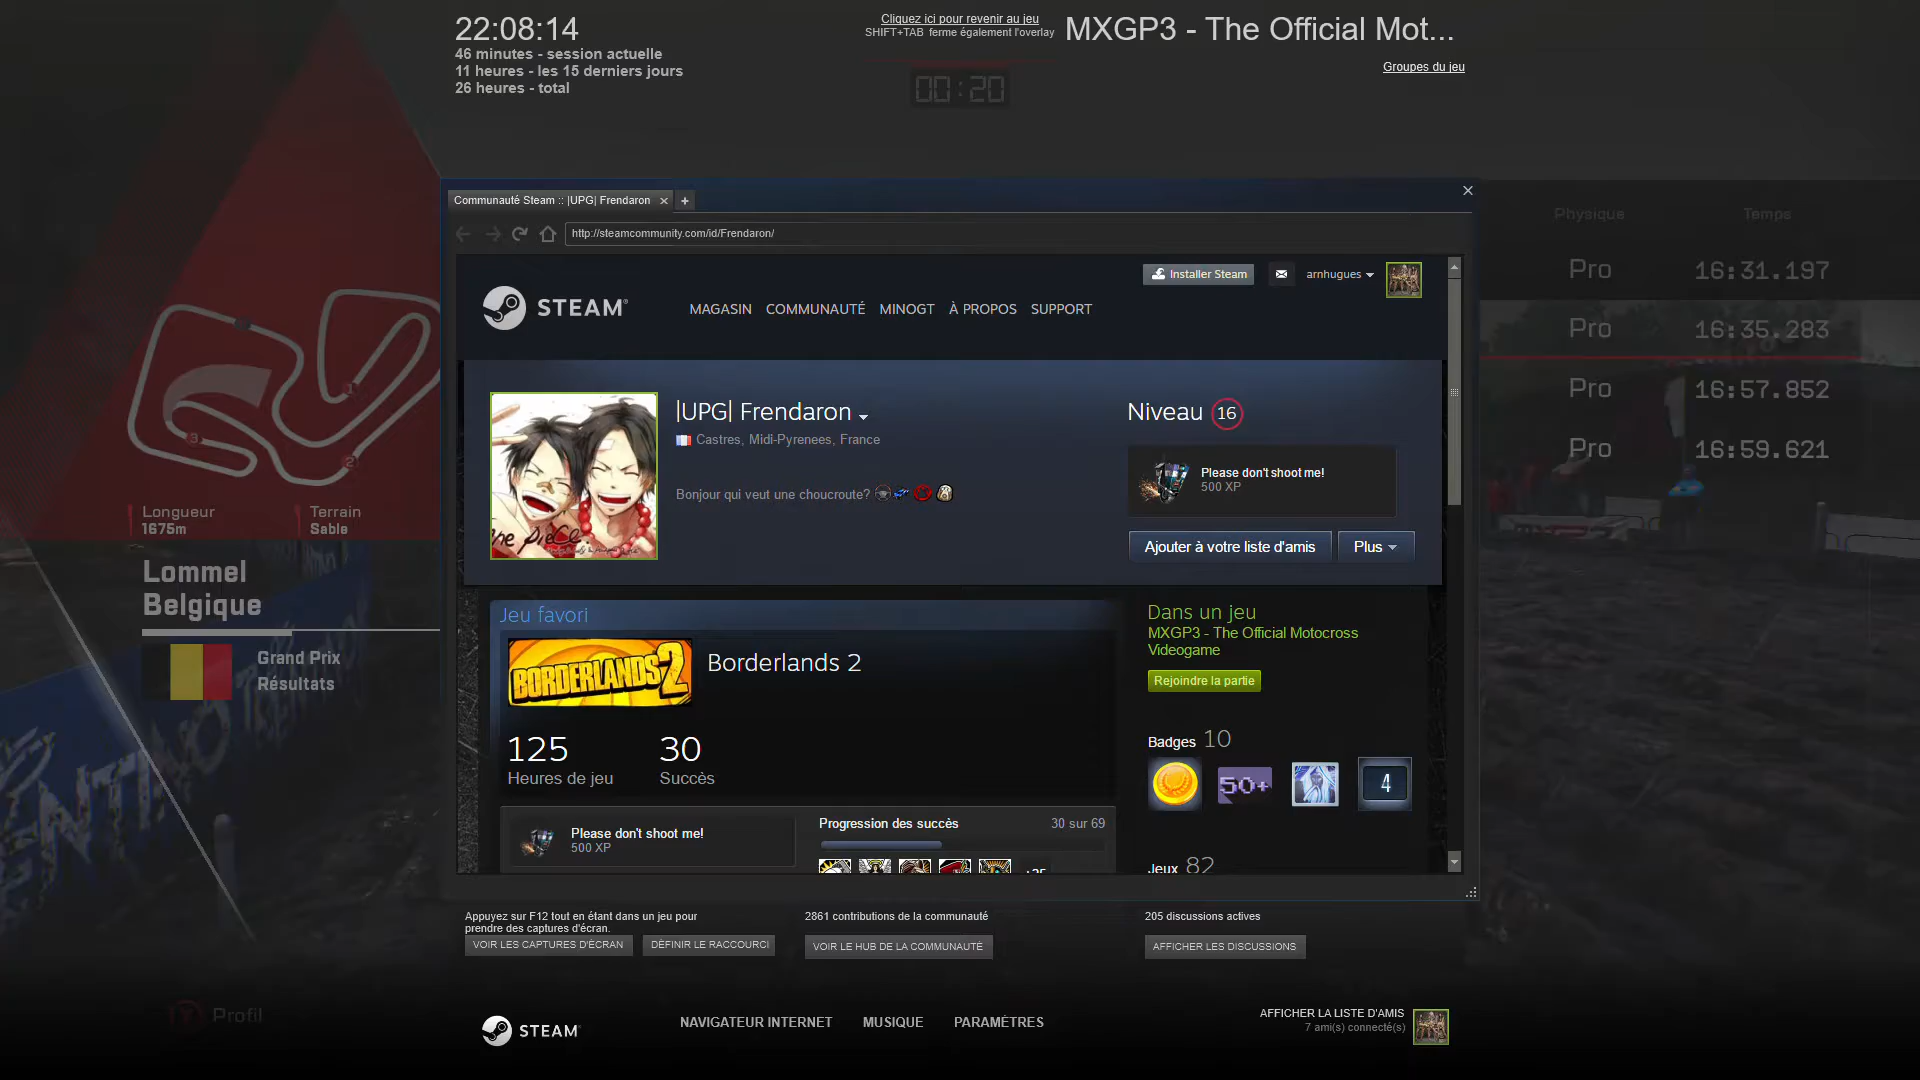 22:08:14
46 minutes - session actuelle
11 heures - les 15 derniers jours
26 heures - total
Cliquez ici pour revenir au jeu
SHIFT+TAB ferme également l'overlay
MXGP3 - The Official Mot...
Groupes du jeu
00:20
Communauté Steam :: |UPG| Frendaron
http://steamcommunity.com/id/Frendaron/
Installer Steam
arnhugues
STEAM
MAGASIN COMMUNAUTÉ MINOGT À PROPOS SUPPORT
|UPG| Frendaron
Castres, Midi-Pyrenees, France
Bonjour qui veut une choucroute?
Niveau 16
Please don't shoot me!
500 XP
Ajouter à votre liste d'amis
Plus
Jeu favori
BORDERLANDS 2
Borderlands 2
125
Heures de jeu
30
Succès
Please don't shoot me!
500 XP
Progression des succès
30 sur 69
Dans un jeu
MXGP3 - The Official Motocross
Videogame
Rejoindre la partie
Badges 10
50+
4
Jeux 82
Physique Temps
Pro 16:31.197
Pro 16:35.283
Pro 16:57.852
Pro 16:59.621
1
2
3
Longueur
1675m
Terrain
Sable
Lommel
Belgique
Grand Prix
Résultats
Appuyez sur F12 tout en étant dans un jeu pour
prendre des captures d'écran.
VOIR LES CAPTURES D'ÉCRAN
DÉFINIR LE RACCOURCI
2861 contributions de la communauté
VOIR LE HUB DE LA COMMUNAUTÉ
205 discussions actives
AFFICHER LES DISCUSSIONS
Profil
STEAM
NAVIGATEUR INTERNET
MUSIQUE
PARAMÈTRES
AFFICHER LA LISTE D'AMIS
7 ami(s) connecté(s)